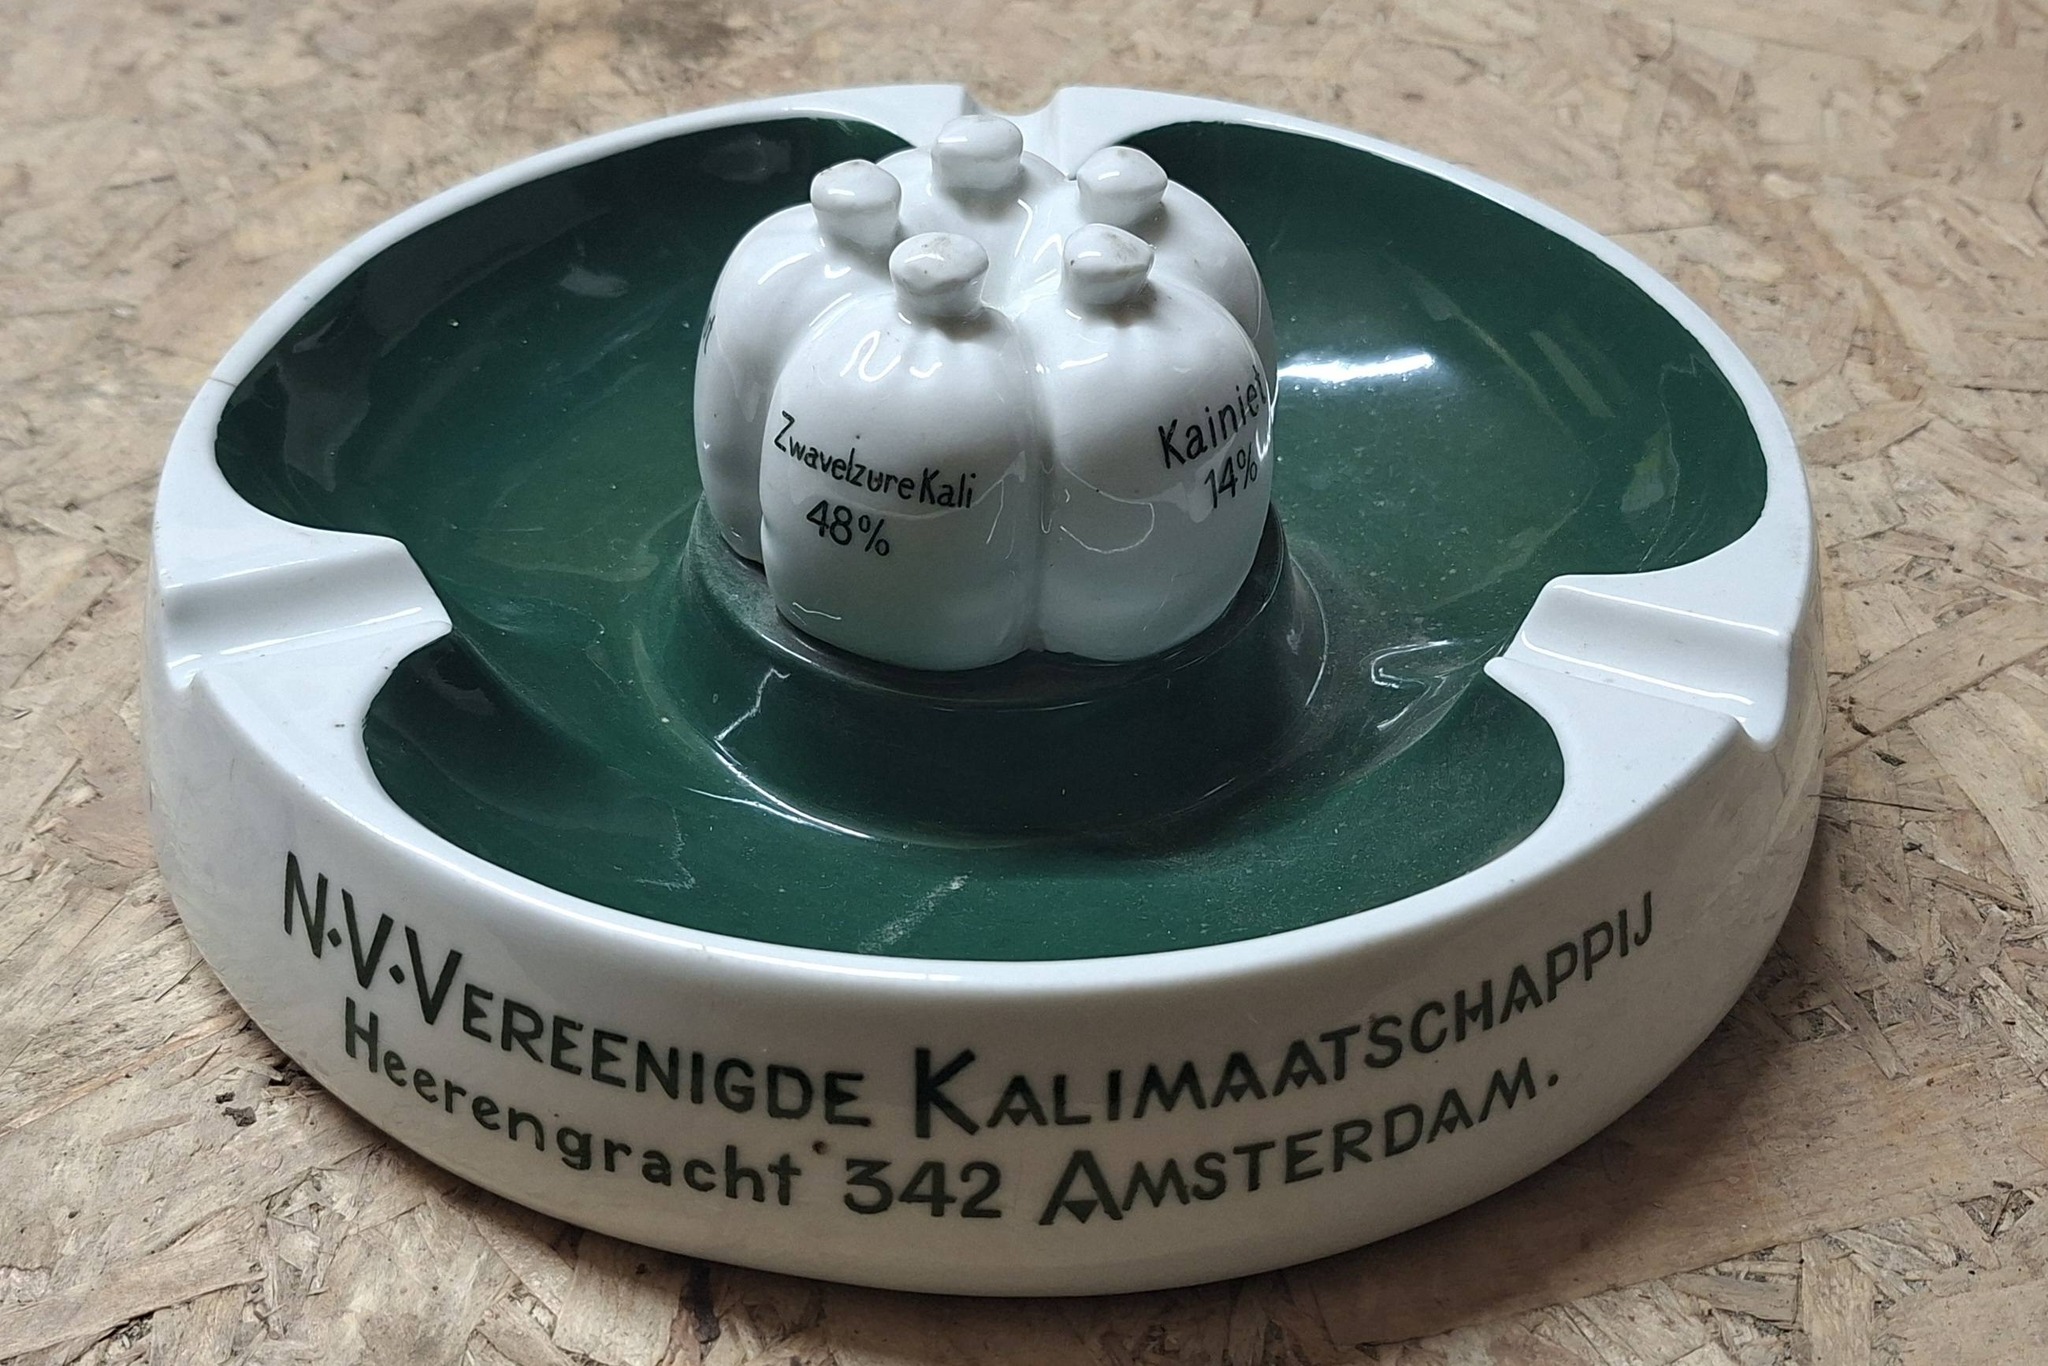 Zwavelzure Kali
48%
Kainiet
14%
N.V. VEREENIGDE KALIMAATSCHAPPIJ
Heerengracht 342 AMSTERDAM.